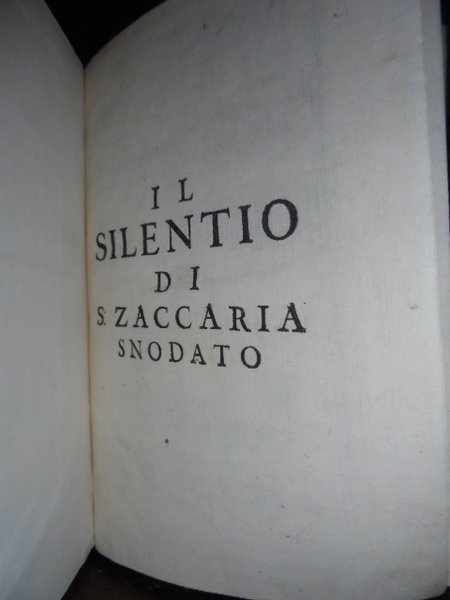 IL
SILENTIO
DI
S. ZACCARIA
SNODATO